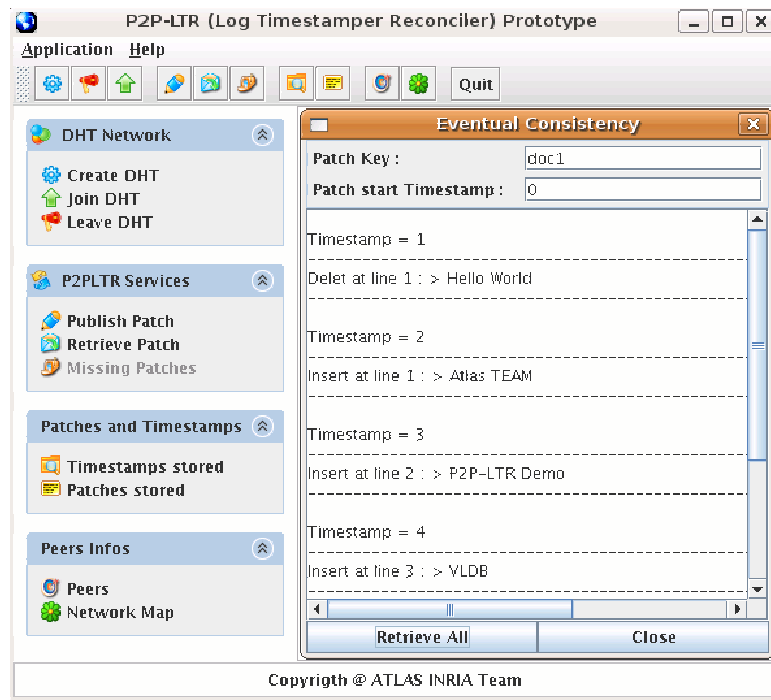 P2P-LTR (Log Timestamper Reconciler) Prototype
Application Help
Quit
DHT Network
Create DHT
Join DHT
Leave DHT
P2PLTR Services
Publish Patch
Retrieve Patch
Missing Patches
Patches and Timestamps
Timestamps stored
Patches stored
Peers Infos
Peers
Network Map
Eventual Consistency
Patch Key : doc1
Patch start Timestamp : 0
Timestamp = 1
Delet at line 1 : > Hello World
Timestamp = 2
Insert at line 1 : > Atlas TEAM
Timestamp = 3
Insert at line 2 : > P2P-LTR Demo
Timestamp = 4
Insert at line 3 : > VLDB
Retrieve All Close
Copyrigth @ ATLAS INRIA Team